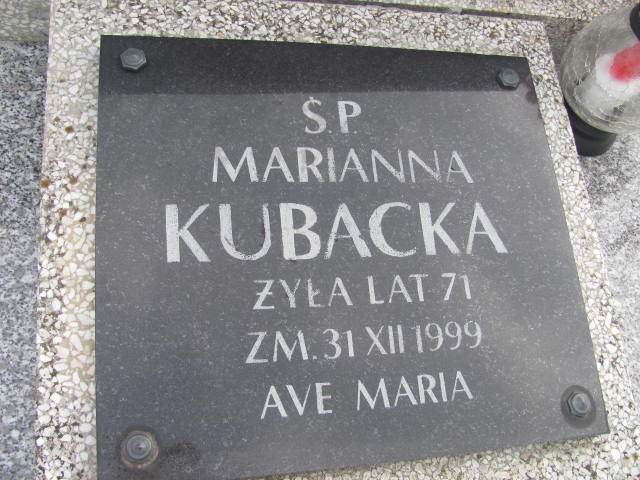 Ś.P.
MARIANNA
KUBACKA
ŻYŁA LAT 71
ZM. 31 XII 1999
AVE MARIA